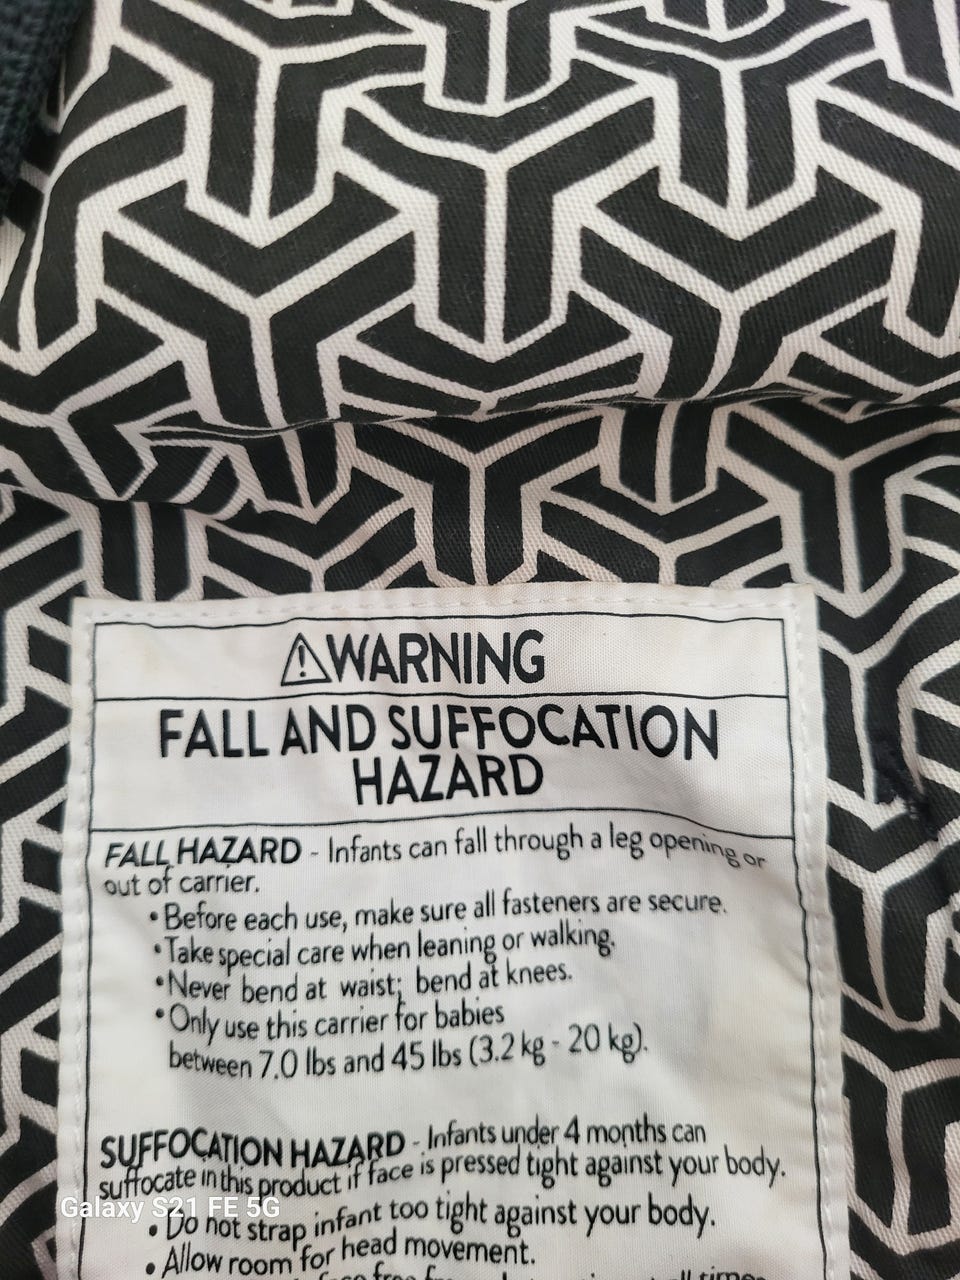 ⚠WARNING
FALL AND SUFFOCATION
HAZARD
FALL HAZARD - Infants can fall through a leg opening or
out of carrier.
• Before each use, make sure all fasteners are secure.
• Take special care when leaning or walking.
• Never bend at waist; bend at knees.
• Only use this carrier for babies
between 7.0 lbs and 45 lbs (3.2 kg - 20 kg).
SUFFOCATION HAZARD - Infants under 4 months can
suffocate in this product if face is pressed tight against your body.
Galaxy S21 FE 5G
• Do not strap infant too tight against your body.
• Allow room for head movement.